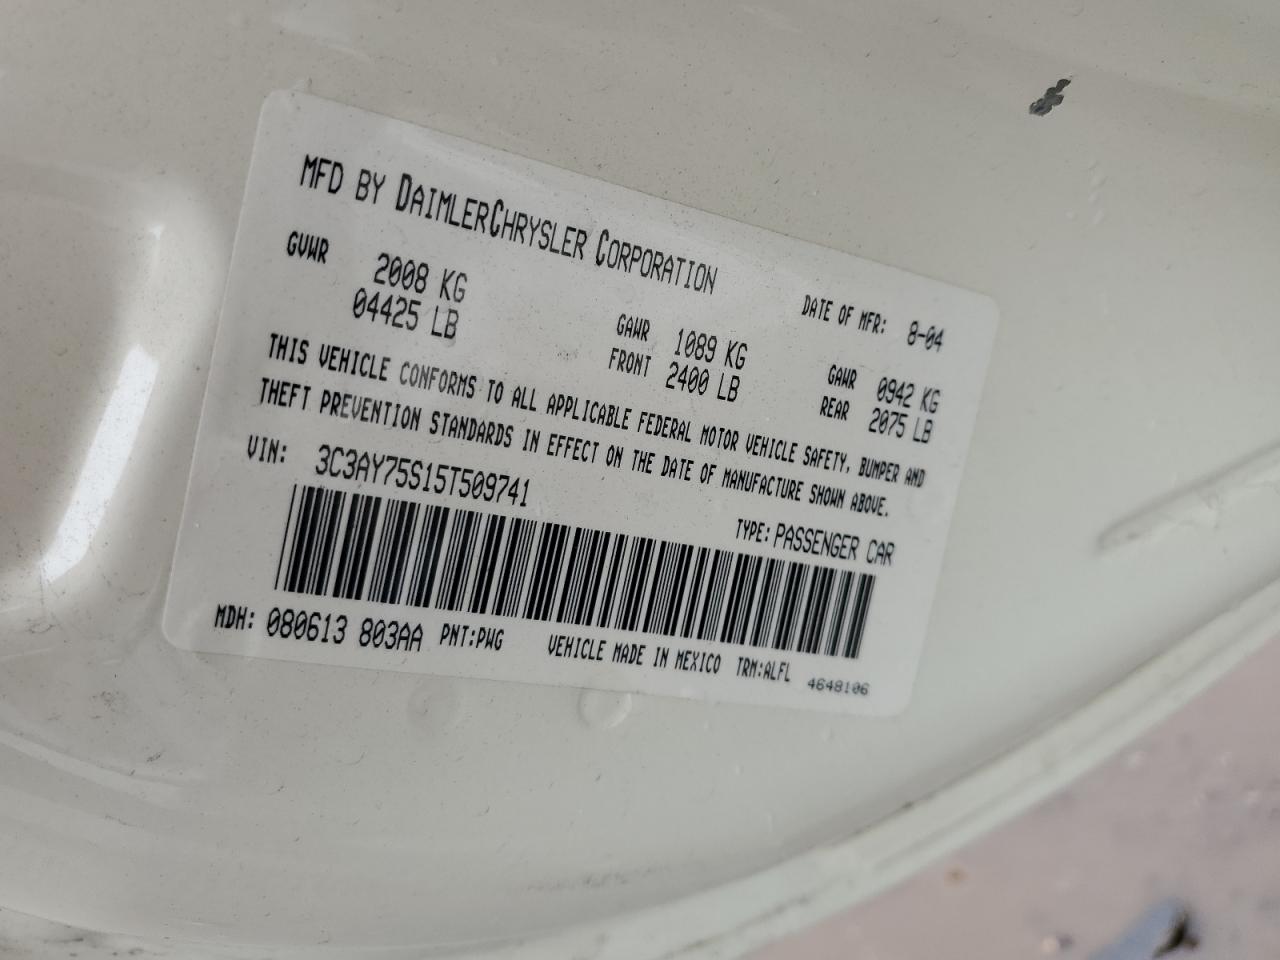 MFD BY DAIMLERCHRYSLER CORPORATION
DATE OF MFR: 8-04
GVWR 2008 KG
04425 LB
GAWR FRONT 1089 KG
2400 LB
GAWR REAR 0942 KG
2075 LB
THIS VEHICLE CONFORMS TO ALL APPLICABLE FEDERAL MOTOR VEHICLE SAFETY, BUMPER AND
THEFT PREVENTION STANDARDS IN EFFECT ON THE DATE OF MANUFACTURE SHOWN ABOVE.
VIN: 3C3AY75S15T509741
TYPE: PASSENGER CAR
MDH: 080613 803AA PNT:PWG VEHICLE MADE IN MEXICO TRM:ALFL 4648106